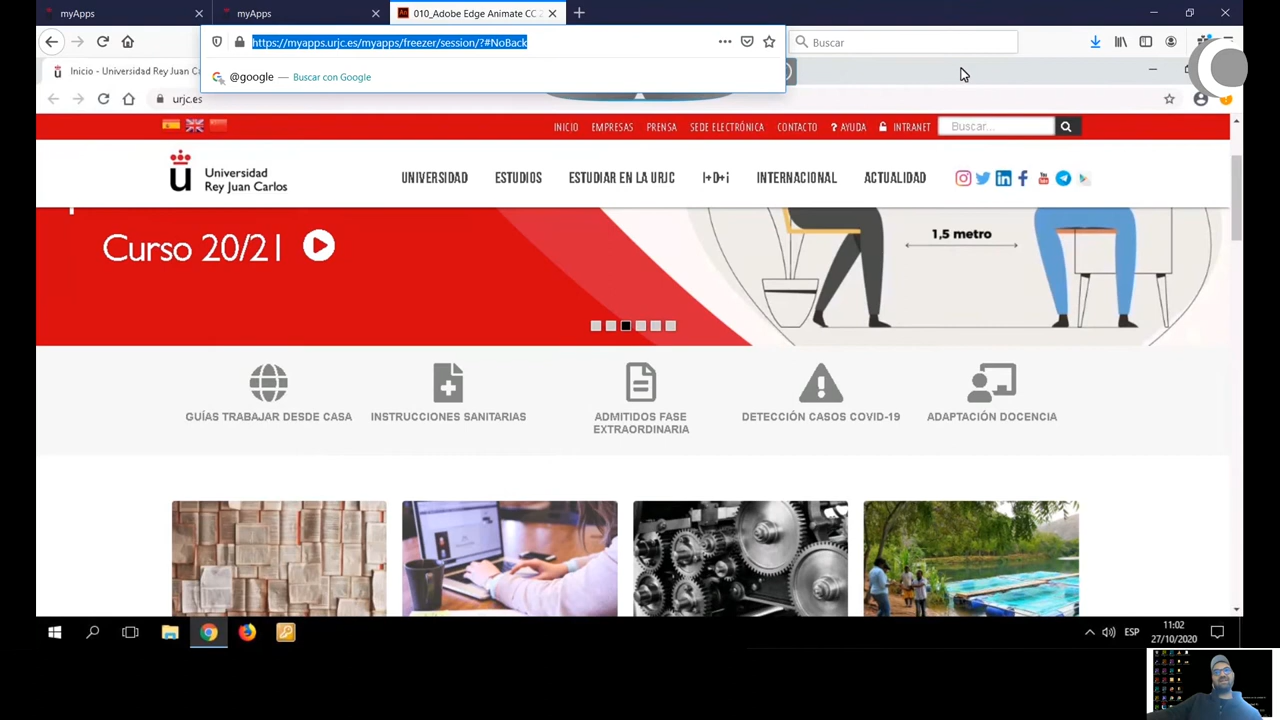 myApps
myApps
An 010_Adobe Edge Animate CC 2
https://myapps.urjc.es/myapps/freezer/session/?#NoBack
Buscar
@google — Buscar con Google
Inicio - Universidad Rey Juan Ca
urjc.es
INICIO EMPRESAS PRENSA SEDE ELECTRÓNICA CONTACTO ? AYUDA INTRANET Buscar...
Universidad
Rey Juan Carlos
UNIVERSIDAD ESTUDIOS ESTUDIAR EN LA URJC I+D+i INTERNACIONAL ACTUALIDAD
Curso 20/21
1,5 metro
GUÍAS TRABAJAR DESDE CASA
INSTRUCCIONES SANITARIAS
ADMITIDOS FASE
EXTRAORDINARIA
DETECCIÓN CASOS COVID-19
ADAPTACIÓN DOCENCIA
ESP
11:02
27/10/2020